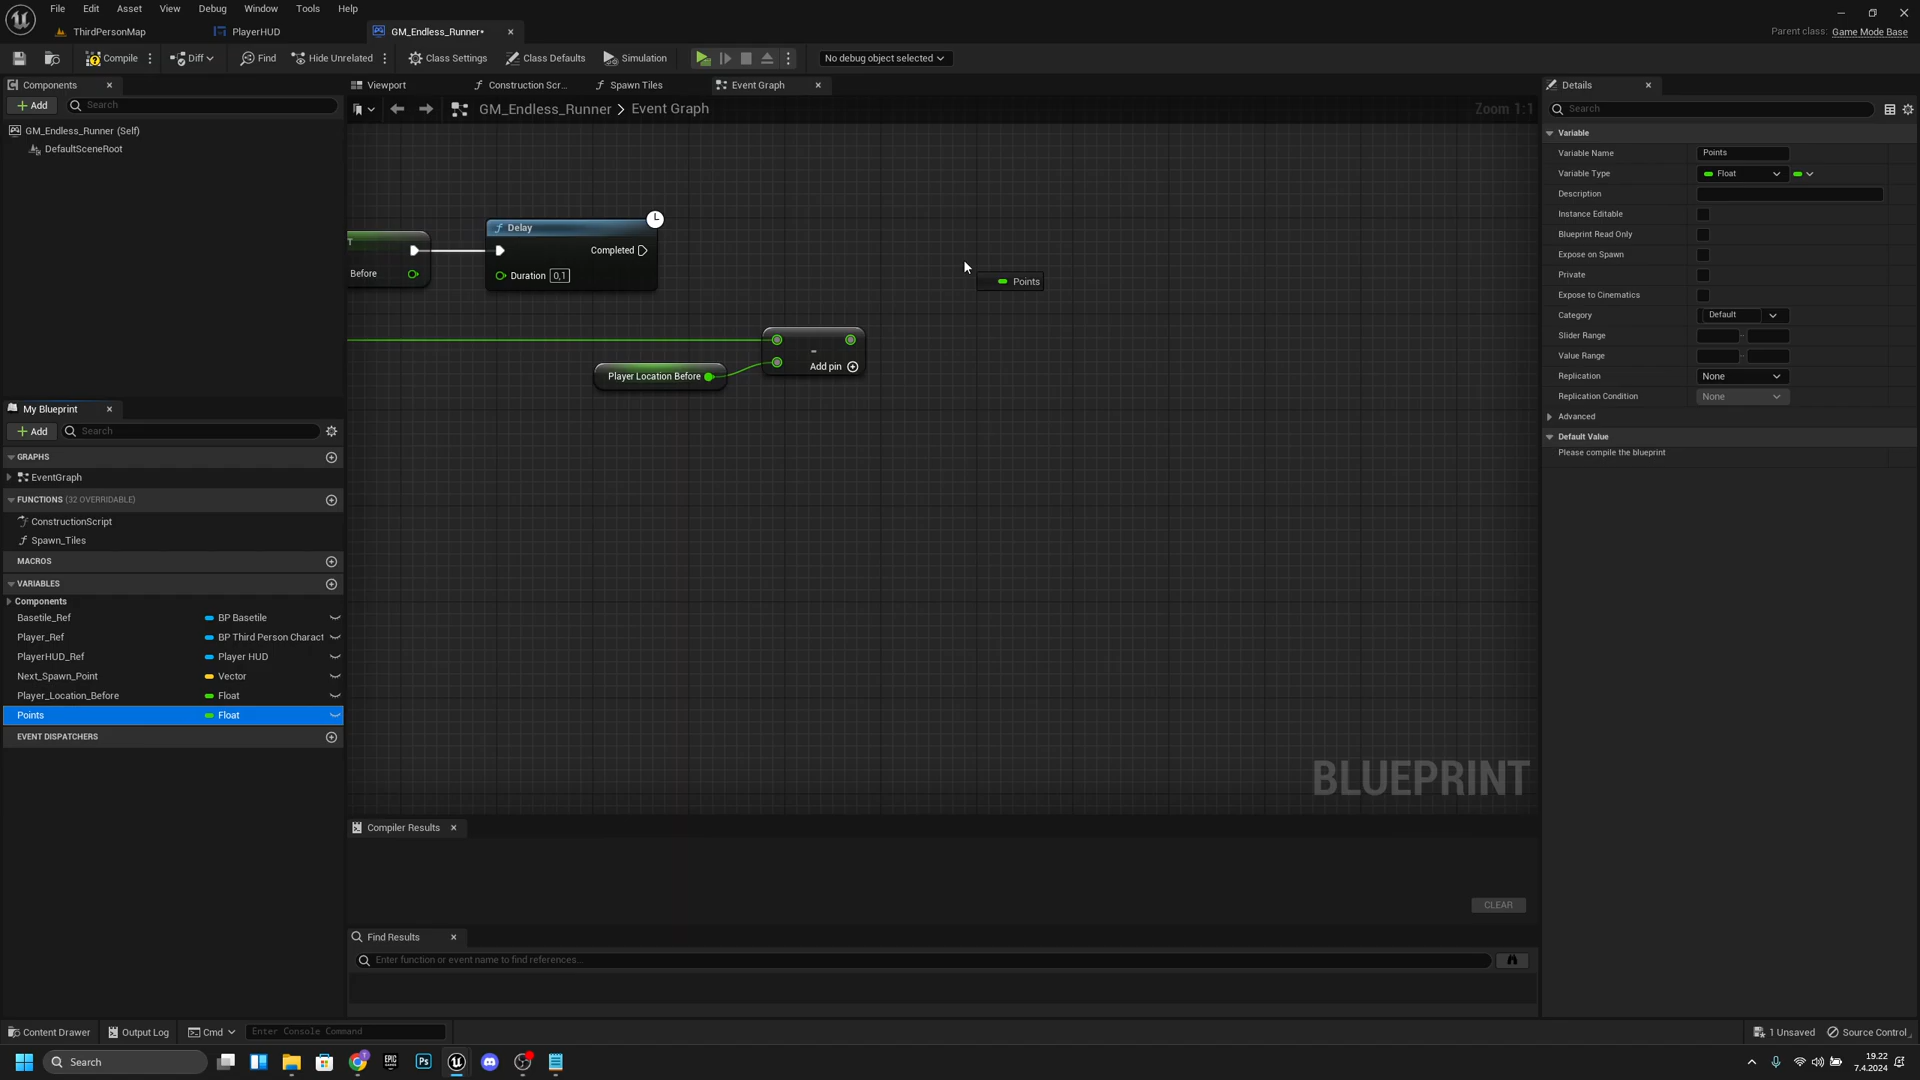 File Edit Asset View Debug Window Tools Help
ThirdPersonMap PlayerHUD GM_Endless_Runner•
Parent class: Game Mode Base
Compile Diff Find Hide Unrelated Class Settings Class Defaults Simulation No debug object selected
Components
Viewport Construction Scr... Spawn Tiles Event Graph
Details
Add Search
GM_Endless_Runner > Event Graph
Zoom 1:1
Search
GM_Endless_Runner (Self)
DefaultSceneRoot
Variable
Variable Name Points
Variable Type Float
Description
Instance Editable
Blueprint Read Only
Expose on Spawn
Private
Expose to Cinematics
Category Default
Slider Range
Value Range
Replication None
Replication Condition None
Advanced
Default Value
Please compile the blueprint
T
Before
Delay
Completed
Duration 0,1
Points
-
Add pin
Player Location Before
BLUEPRINT
My Blueprint
Add Search
GRAPHS
EventGraph
FUNCTIONS (32 OVERRIDABLE)
ConstructionScript
Spawn_Tiles
MACROS
VARIABLES
Components
Basetile_Ref BP Basetile
Player_Ref BP Third Person Charact
PlayerHUD_Ref Player HUD
Next_Spawn_Point Vector
Player_Location_Before Float
Points Float
EVENT DISPATCHERS
Compiler Results
CLEAR
Find Results
Enter function or event name to find references...
Content Drawer Output Log Cmd Enter Console Command
1 Unsaved Source Control
Search
EPIC
Ps
19.22
7.4.2024